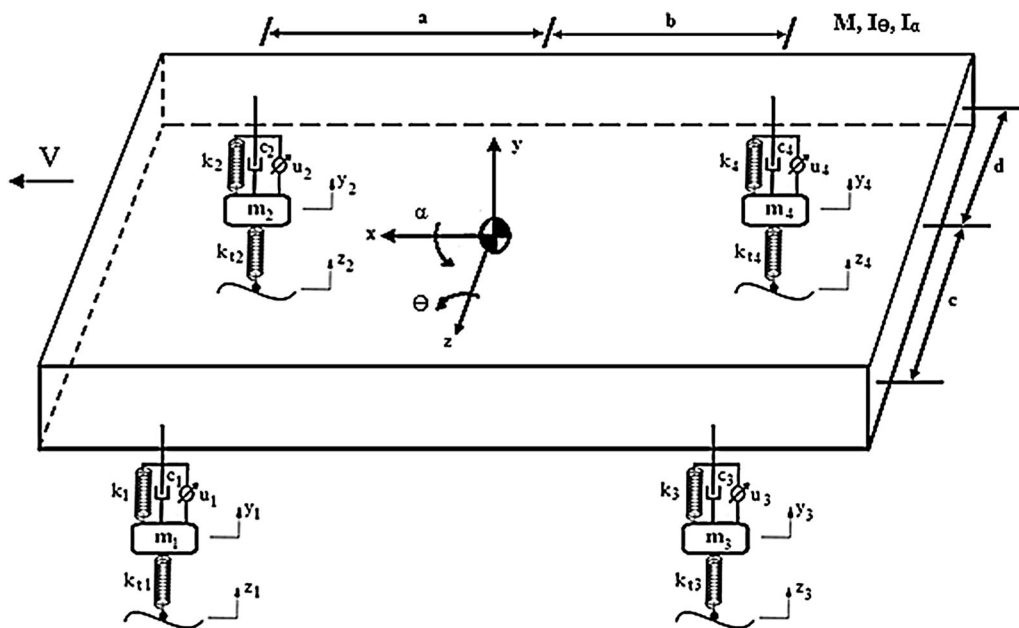 a
b
M, Iθ, Iα
V
k2
c2
u2
m2
y2
kt2
z2
k4
c4
u4
m4
y4
kt4
z4
d
c
y
α
x
θ
z
k1
c1
u1
m1
y1
kt1
z1
k3
c3
u3
m3
y3
kt3
z3